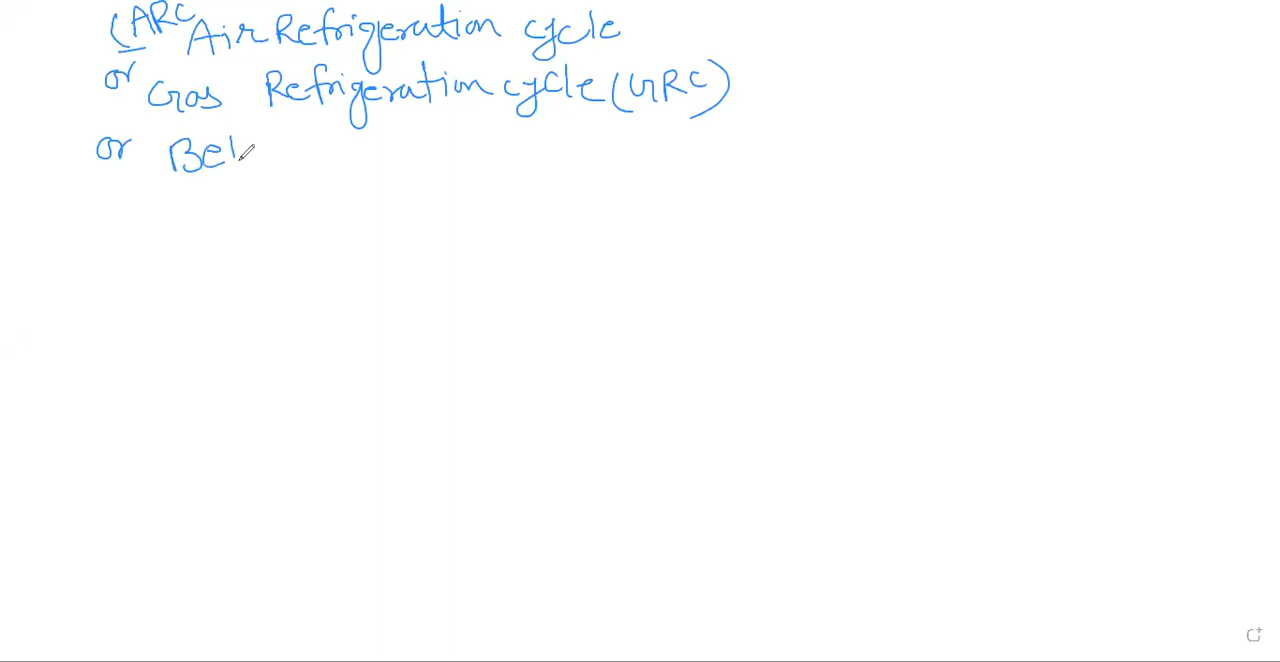 (ARC Air Refrigeration cycle
or Gas Refrigeration cycle (GRC)
or Bel